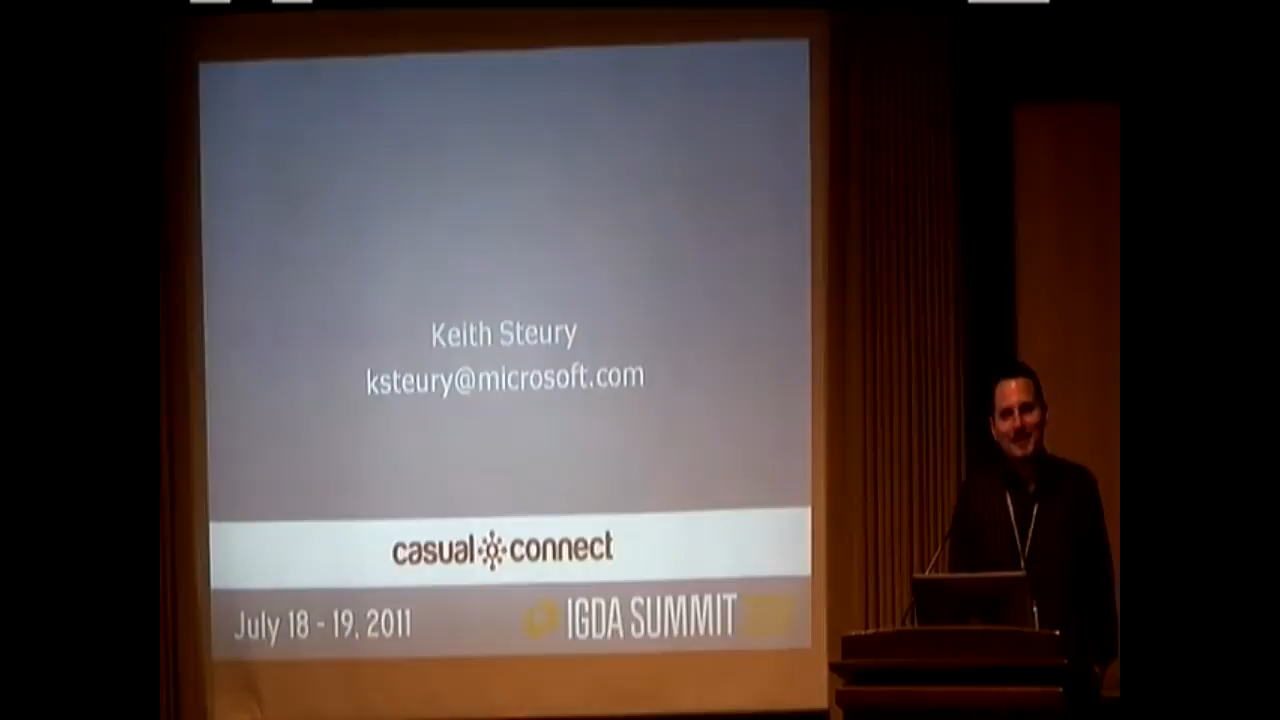 Keith Steury
ksteury@microsoft.com
casual connect
July 18 - 19, 2011
IGDA SUMMIT